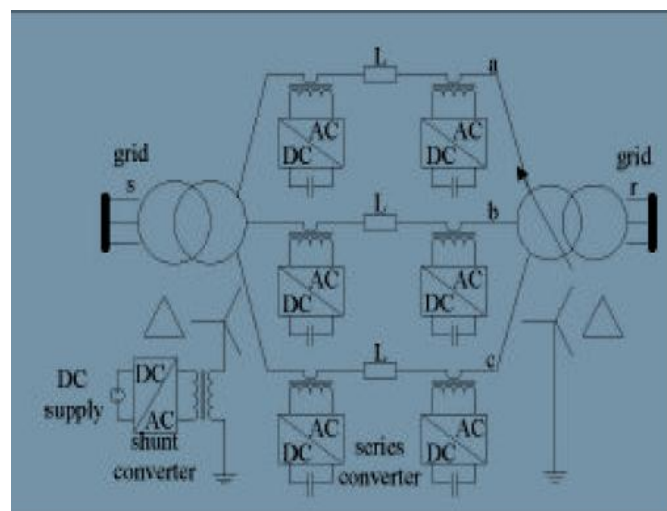 L a
AC AC
DC DC
grid grid
s r
L b
AC AC
DC DC
L c
DC
supply
DC
AC
shunt
converter
AC AC
DC DC
series
converter